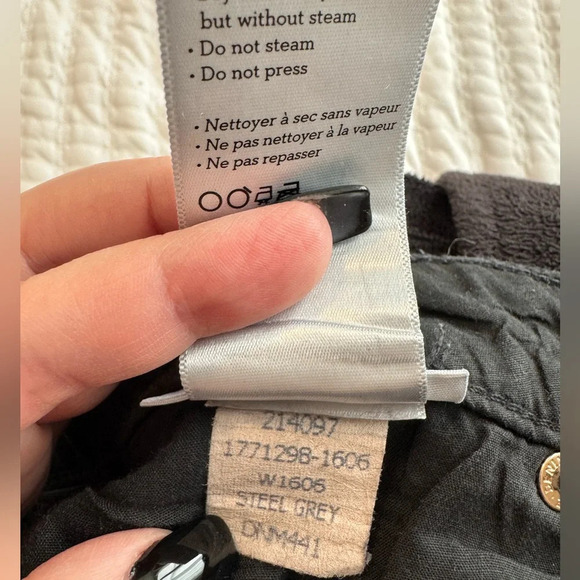 but without steam
• Do not steam
• Do not press
• Nettoyer à sec sans vapeur
• Ne pas nettoyer à la vapeur
• Ne pas repasser
214097
1771298-1606
W1606
STEEL GREY
DNM441